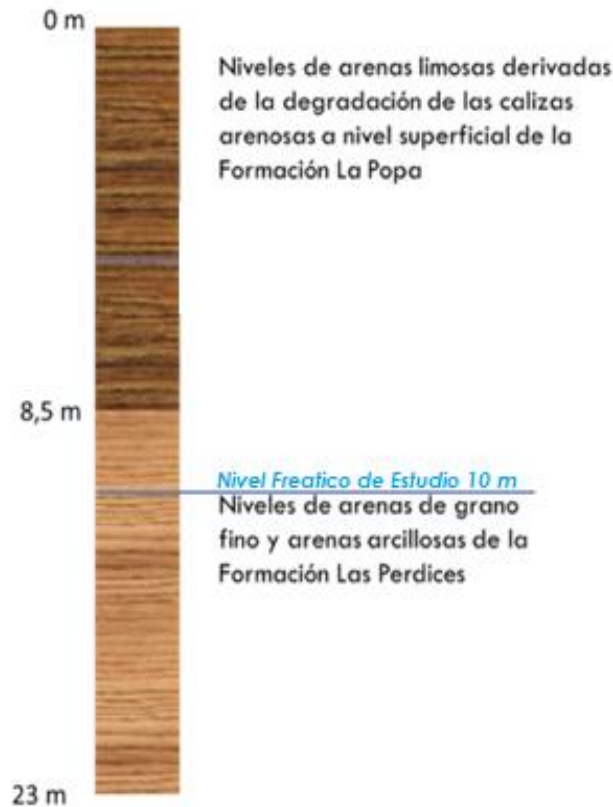 0 m
Niveles de arenas limosas derivadas
de la degradación de las calizas
arenosas a nivel superficial de la
Formación La Popa
8,5 m
Nivel Freatico de Estudio 10 m
Niveles de arenas de grano
fino y arenas arcillosas de la
Formación Las Perdices
23 m